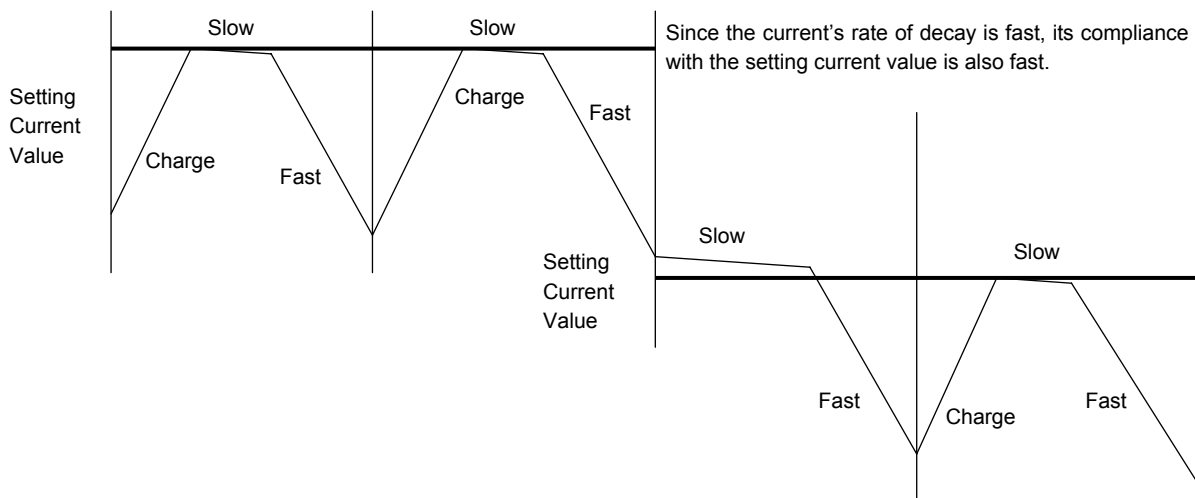 Slow
Slow
Since the current's rate of decay is fast, its compliance
with the setting current value is also fast.
Setting
Current
Value
Charge
Fast
Charge
Fast
Setting
Current
Value
Slow
Slow
Fast
Charge
Fast